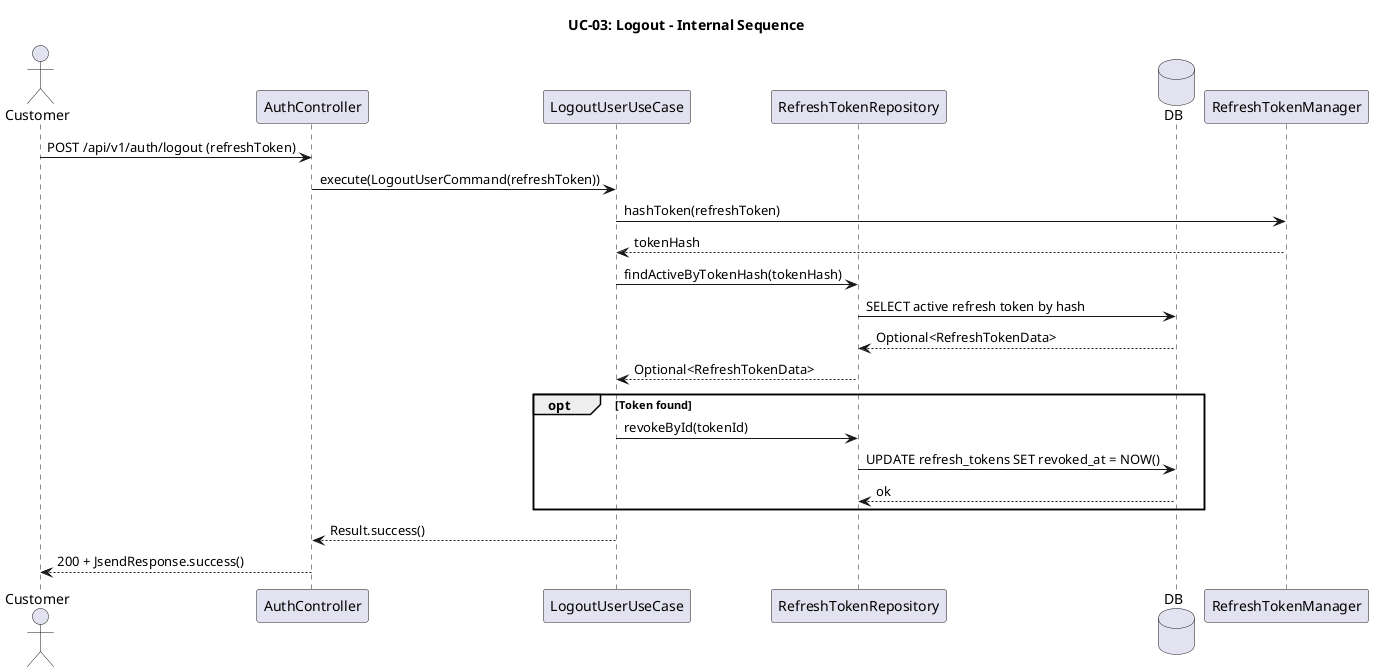 UC-03: Logout - Internal Sequence
Customer
AuthController
LogoutUserUseCase
RefreshTokenRepository
DB
RefreshTokenManager
POST /api/v1/auth/logout (refreshToken)
execute(LogoutUserCommand(refreshToken))
hashToken(refreshToken)
tokenHash
findActiveByTokenHash(tokenHash)
SELECT active refresh token by hash
Optional<RefreshTokenData>
Optional<RefreshTokenData>
opt [Token found]
revokeById(tokenId)
UPDATE refresh_tokens SET revoked_at = NOW()
ok
Result.success()
200 + JsendResponse.success()
Customer
AuthController
LogoutUserUseCase
RefreshTokenRepository
DB
RefreshTokenManager